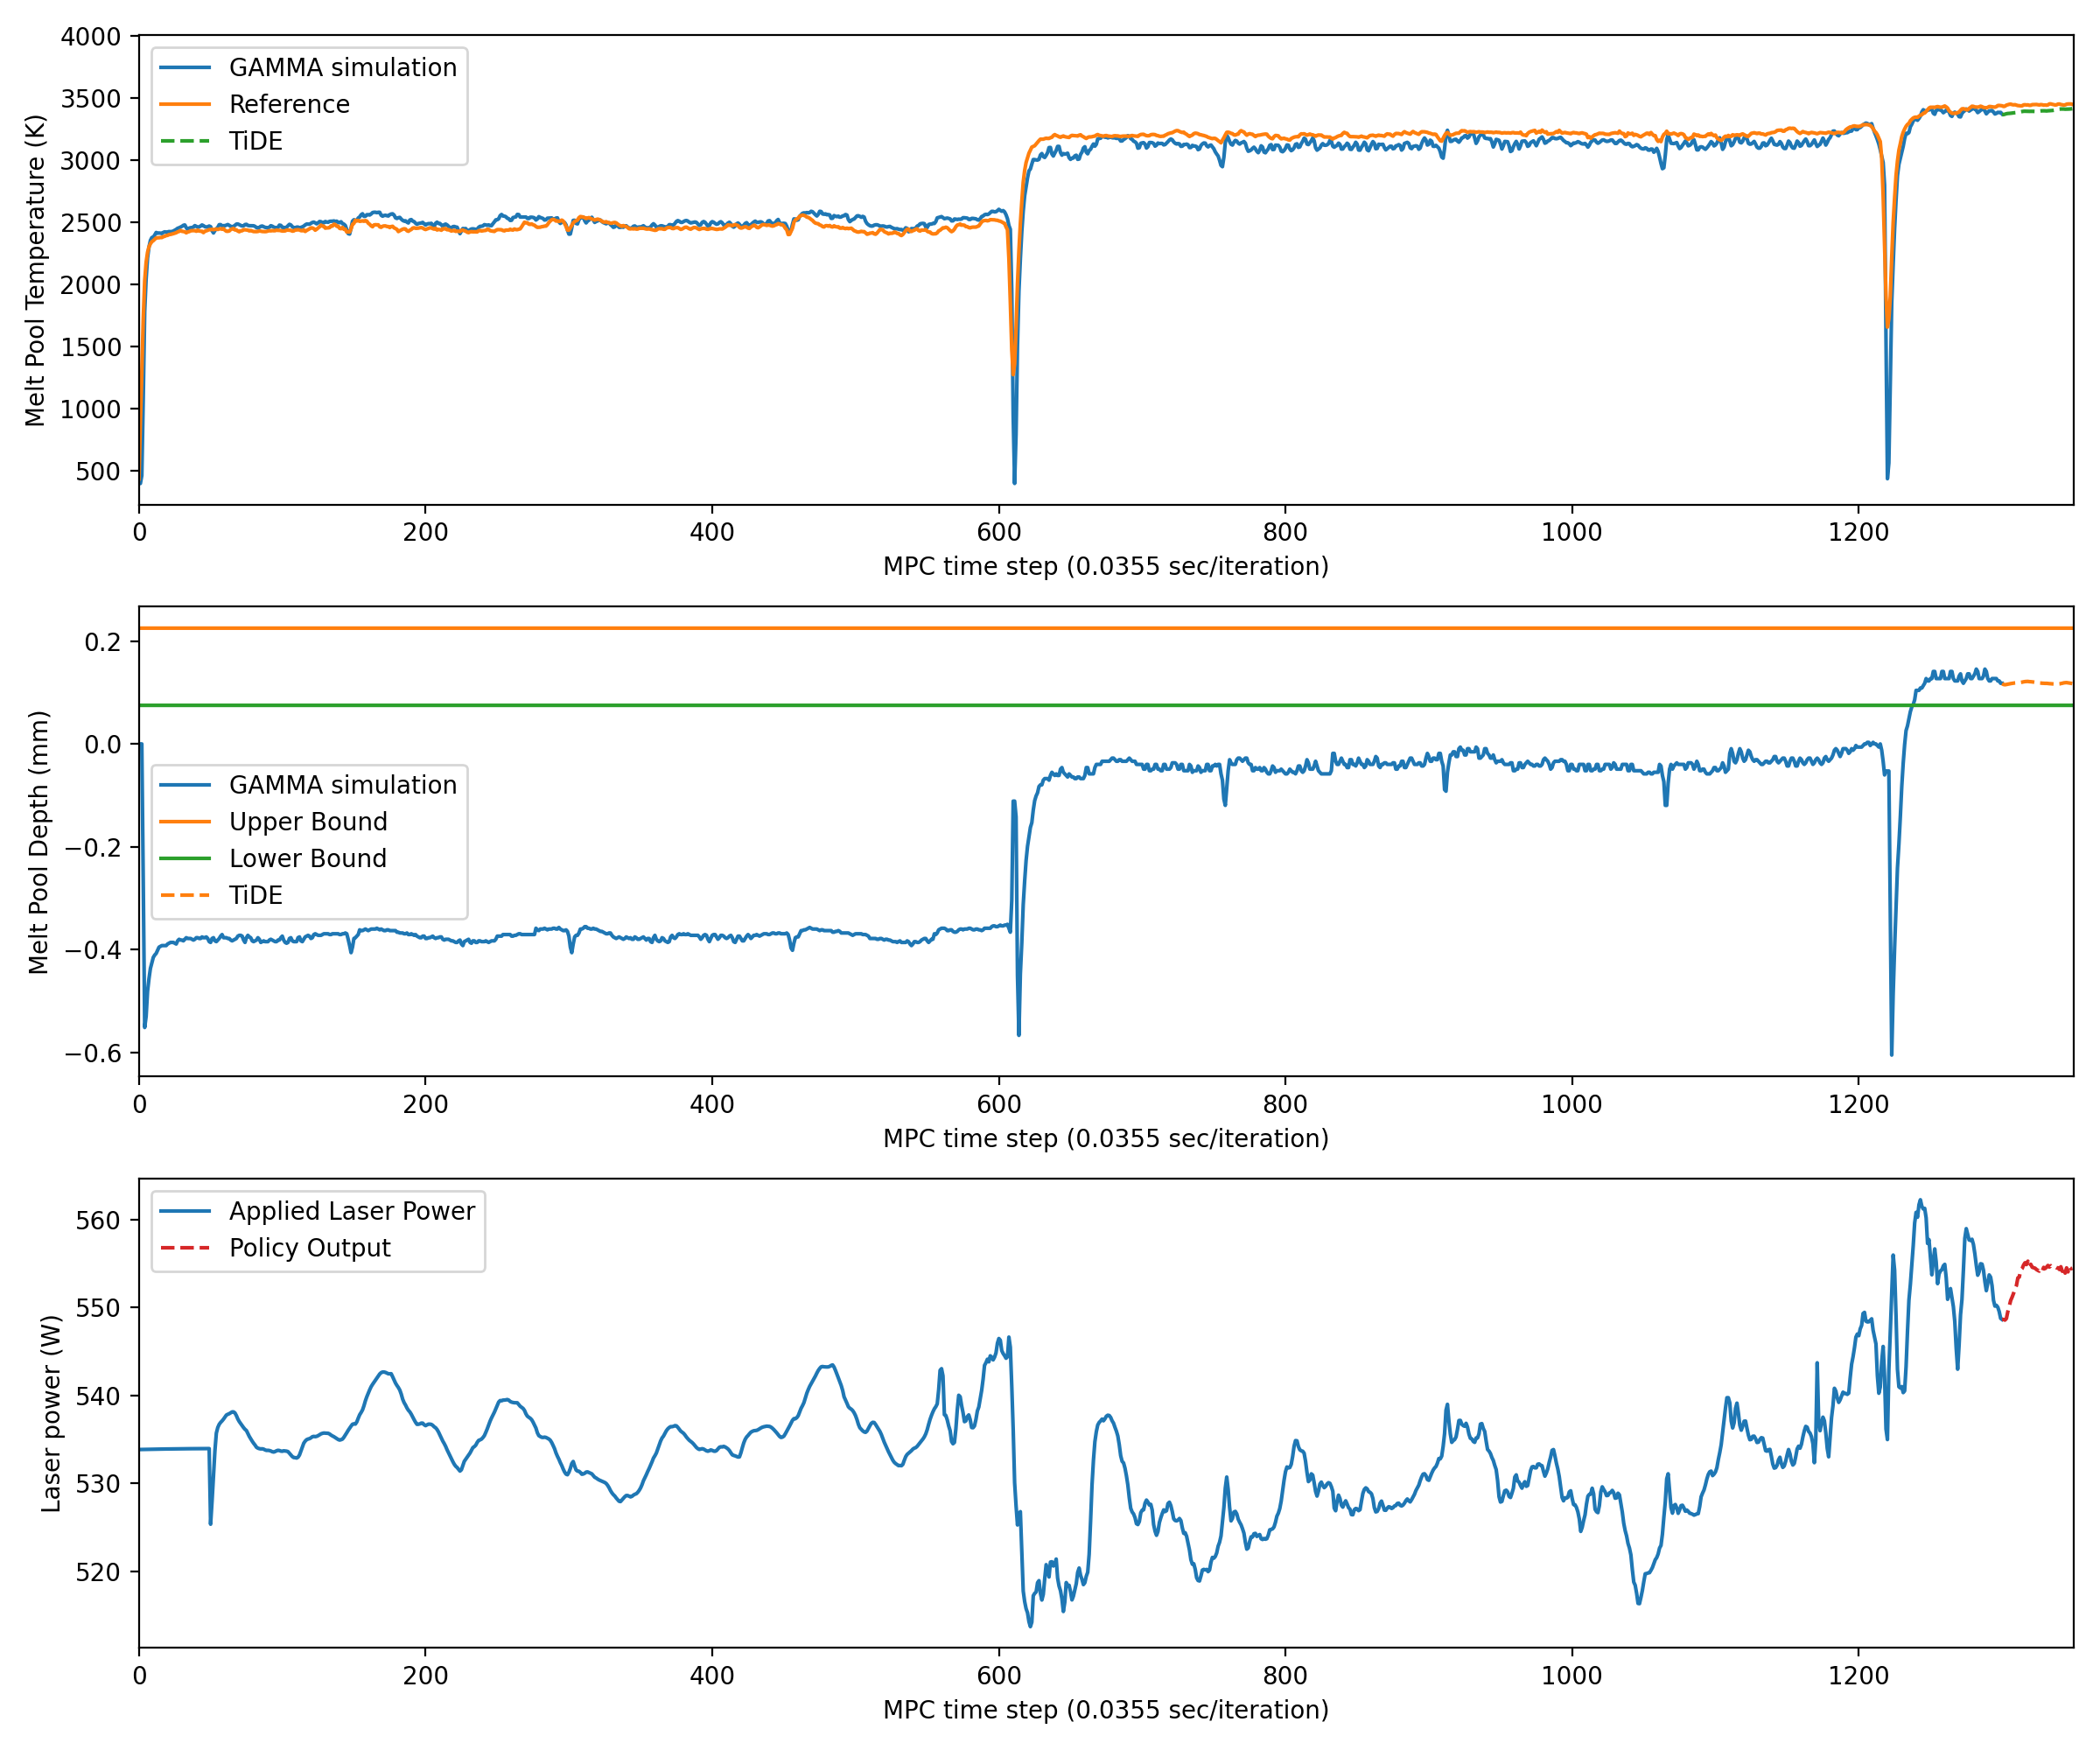 4000
3500
3000
2500
2000
1500
1000
500
Melt Pool Temperature (K)
GAMMA simulation
Reference
TiDE
0 200 400 600 800 1000 1200
MPC time step (0.0355 sec/iteration)
0.2
0.0
−0.2
−0.4
−0.6
Melt Pool Depth (mm)
GAMMA simulation
Upper Bound
Lower Bound
TiDE
0 200 400 600 800 1000 1200
MPC time step (0.0355 sec/iteration)
560
550
540
530
520
Laser power (W)
Applied Laser Power
Policy Output
0 200 400 600 800 1000 1200
MPC time step (0.0355 sec/iteration)